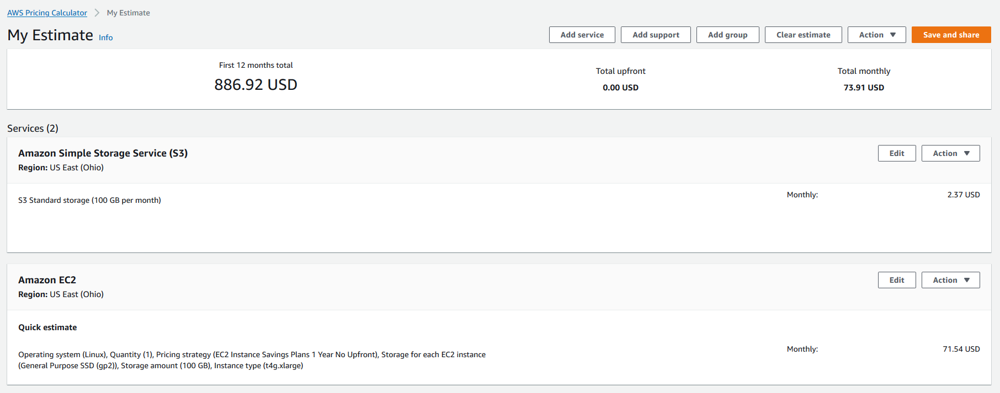 AWS Pricing Calculator My Estimate
My Estimate Info
Add service Add support Add group Clear estimate Action Save and share
First 12 months total
886.92 USD
Total upfront
0.00 USD
Total monthly
73.91 USD
Services (2)
Amazon Simple Storage Service (S3)
Region: US East (Ohio)
Edit Action
S3 Standard storage (100 GB per month)
Monthly: 2.37 USD
Amazon EC2
Region: US East (Ohio)
Edit Action
Quick estimate
Operating system (Linux), Quantity (1), Pricing strategy (EC2 Instance Savings Plans 1 Year No Upfront), Storage for each EC2 instance
(General Purpose SSD (gp2)), Storage amount (100 GB), Instance type (t4g.xlarge)
Monthly: 71.54 USD